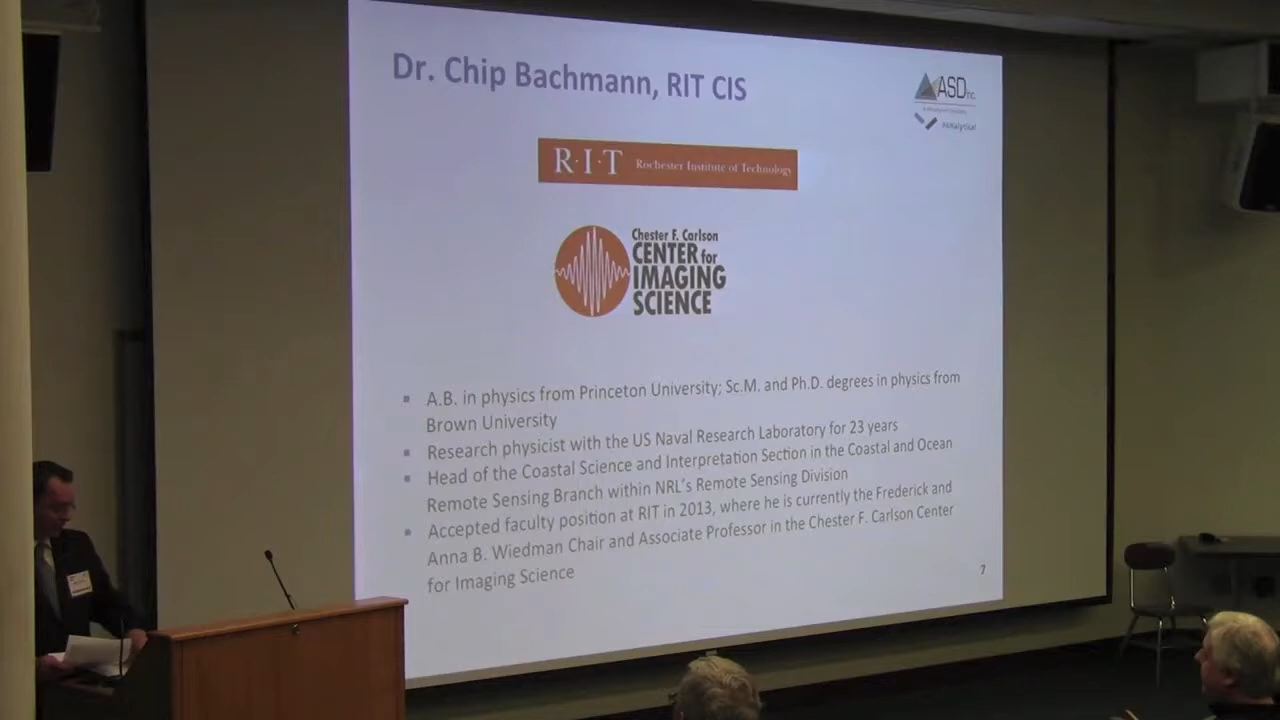 Dr. Chip Bachmann, RIT CIS
ASD Inc.
R·I·T Rochester Institute of Technology
Chester F. Carlson
CENTER for
IMAGING
SCIENCE
▪ A.B. in physics from Princeton University; Sc.M. and Ph.D. degrees in physics from
Brown University
▪ Research physicist with the US Naval Research Laboratory for 23 years
▪ Head of the Coastal Science and Interpretation Section in the Coastal and Ocean
Remote Sensing Branch within NRL's Remote Sensing Division
▪ Accepted faculty position at RIT in 2013, where he is currently the Frederick and
Anna B. Wiedman Chair and Associate Professor in the Chester F. Carlson Center
for Imaging Science
7